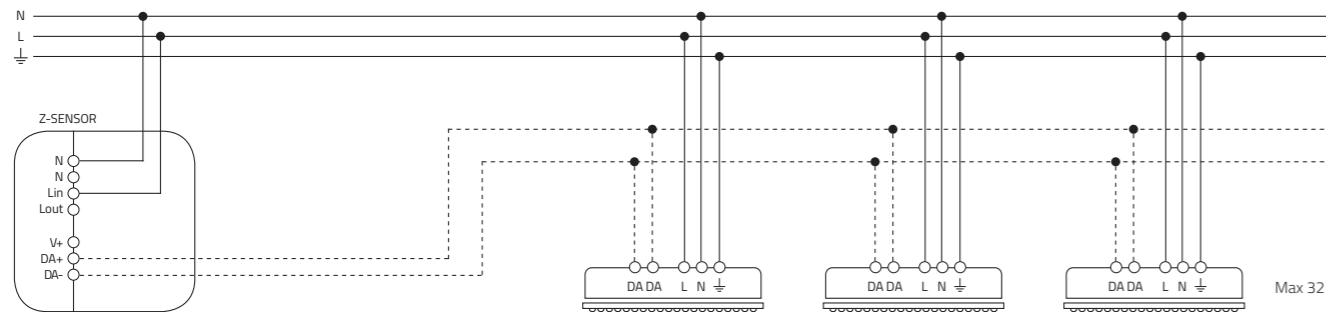 N
L
Z-SENSOR
N
N
Lin
Lout
V+
DA+
DA-
DA DA L N
DA DA L N
DA DA L N
Max 32